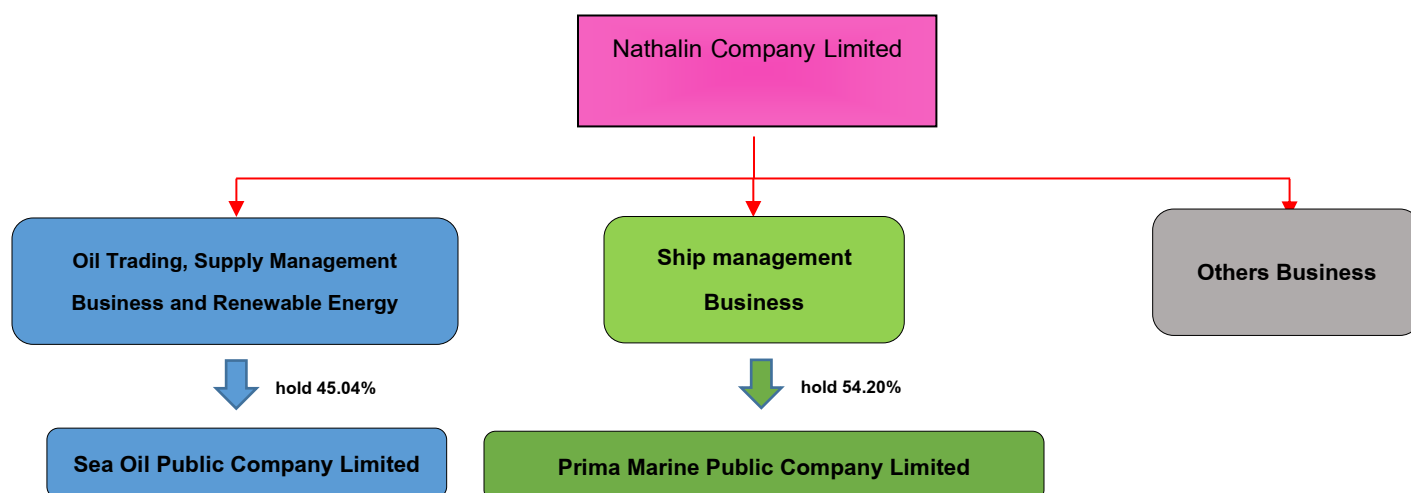 Nathalin Company Limited
Oil Trading, Supply Management
Business and Renewable Energy
Ship management
Business
Others Business
hold 45.04%
hold 54.20%
Sea Oil Public Company Limited
Prima Marine Public Company Limited